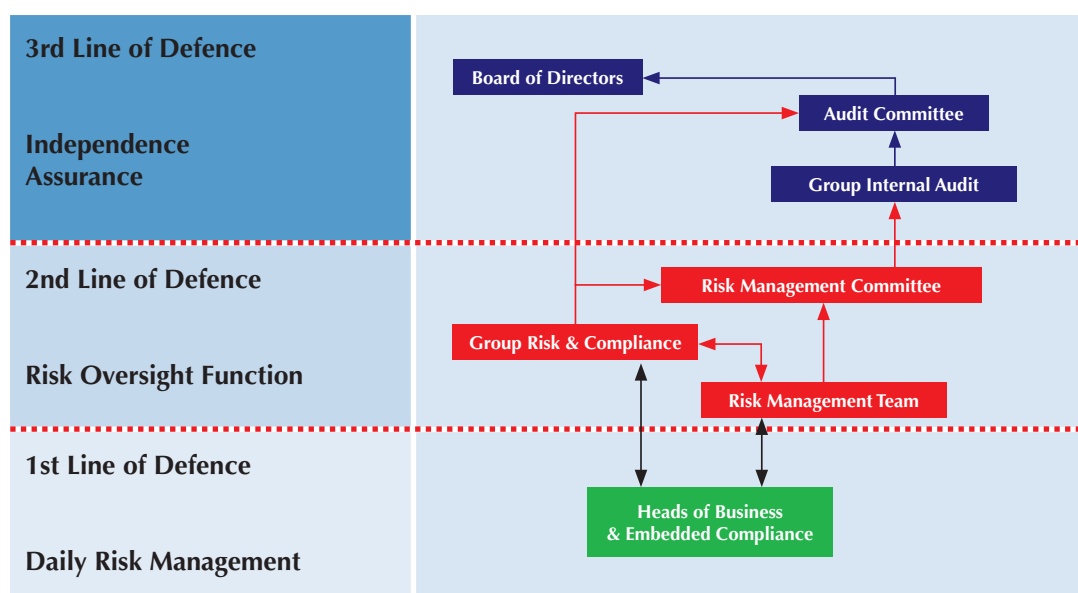 3rd Line of Defence
Independence
Assurance
Board of Directors
Audit Committee
Group Internal Audit
2nd Line of Defence
Risk Oversight Function
Risk Management Committee
Group Risk & Compliance
Risk Management Team
1st Line of Defence
Daily Risk Management
Heads of Business
& Embedded Compliance